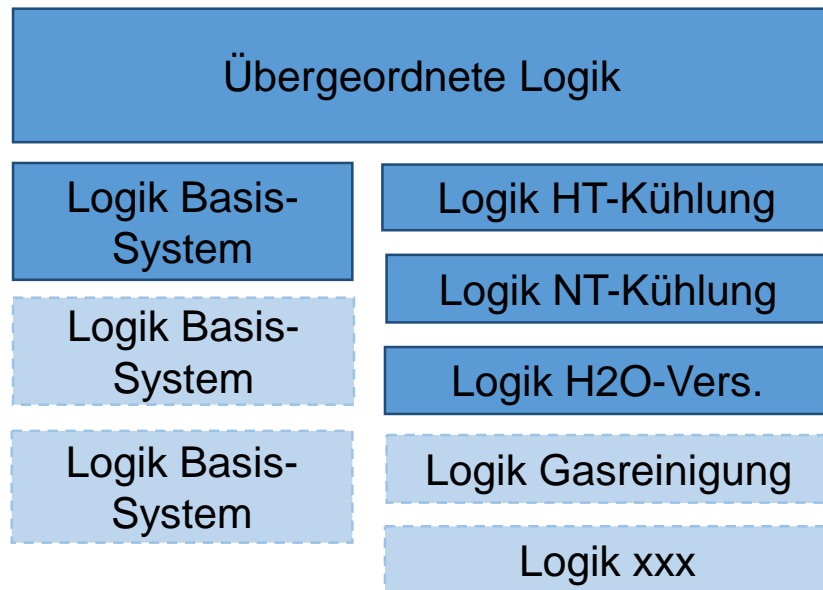 Übergeordnete Logik
Logik Basis-
System
Logik Basis-
System
Logik Basis-
System
Logik HT-Kühlung
Logik NT-Kühlung
Logik H2O-Vers.
Logik Gasreinigung
Logik xxx